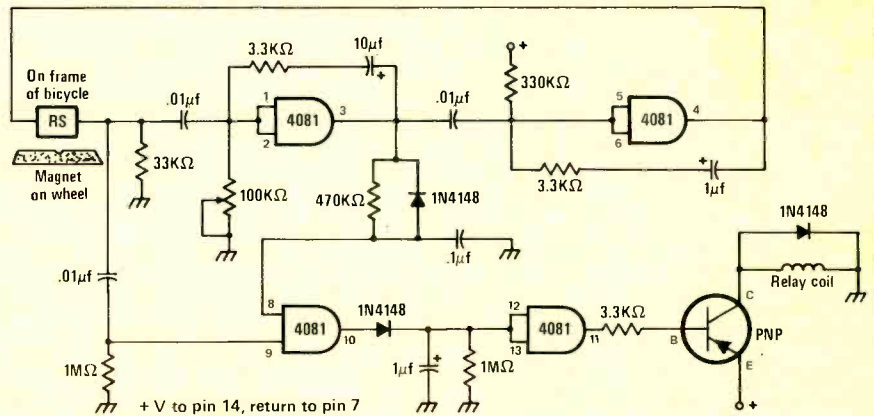 3.3KΩ
10µf
+
+
On frame
of bicycle
.01µf
330KΩ
RS
1
2
4081
3
.01µf
5
6
4081
4
Magnet
on wheel
33KΩ
100KΩ
470KΩ
1N4148
3.3KΩ
+
1µf
1N4148
.01µf
.1µf
Relay coil
8
9
4081
10
1N4148
12
13
4081
11
3.3KΩ
B
C
E
PNP
1MΩ
1µf
+
1MΩ
+
+ V to pin 14, return to pin 7